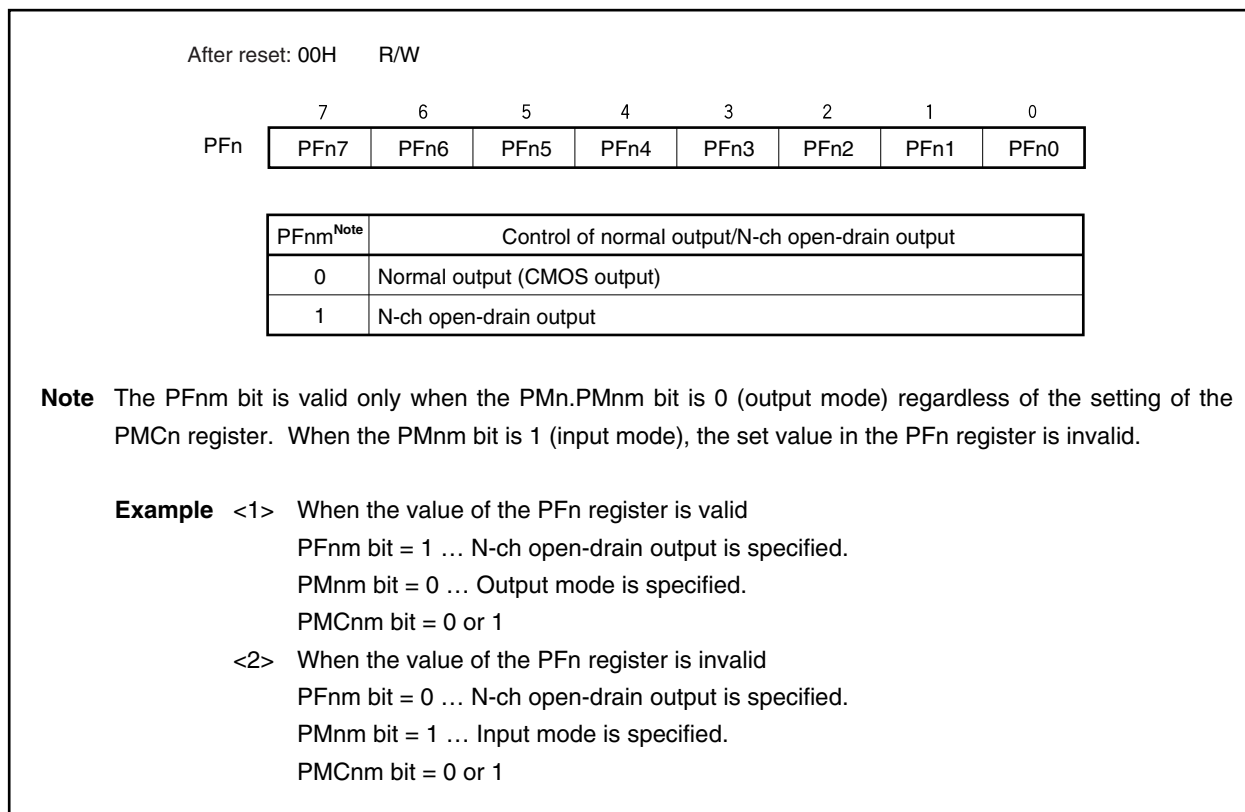 After reset: 00H R/W
7 6 5 4 3 2 1 0
PFn PFn7 PFn6 PFn5 PFn4 PFn3 PFn2 PFn1 PFn0
PFnmNote Control of normal output/N-ch open-drain output
0 Normal output (CMOS output)
1 N-ch open-drain output
Note The PFnm bit is valid only when the PMn.PMnm bit is 0 (output mode) regardless of the setting of the
PMCn register. When the PMnm bit is 1 (input mode), the set value in the PFn register is invalid.
Example <1> When the value of the PFn register is valid
PFnm bit = 1 … N-ch open-drain output is specified.
PMnm bit = 0 … Output mode is specified.
PMCnm bit = 0 or 1
<2> When the value of the PFn register is invalid
PFnm bit = 0 … N-ch open-drain output is specified.
PMnm bit = 1 … Input mode is specified.
PMCnm bit = 0 or 1